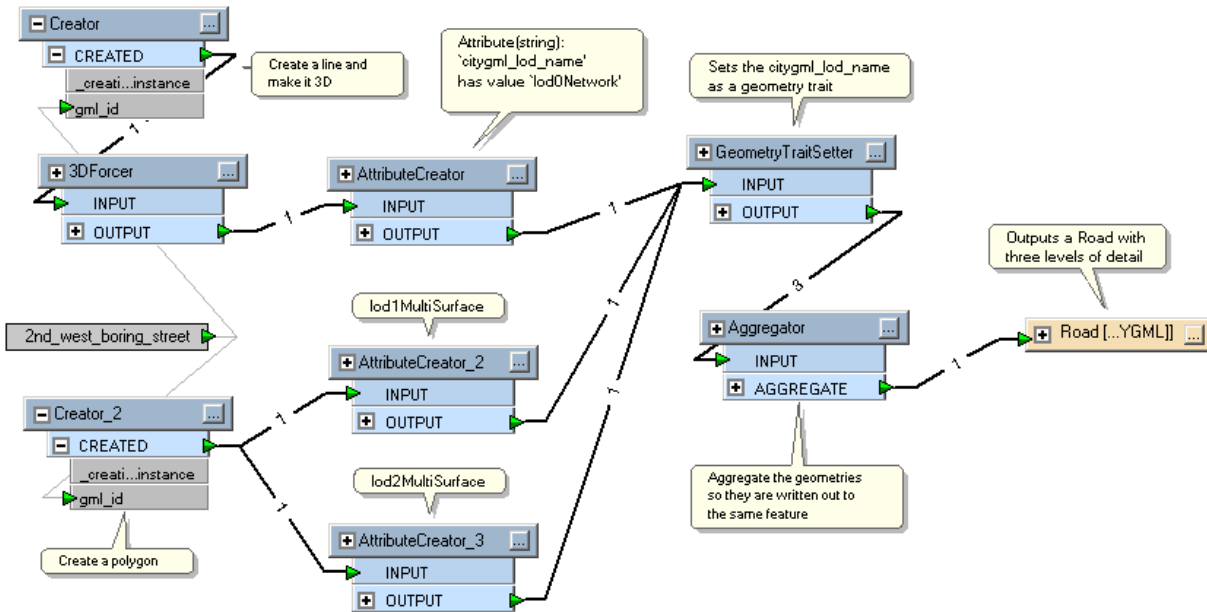 Creator
...
CREATED
_creati...instance
gml_id
Create a line and
make it 3D
1
3DForcer
...
INPUT
OUTPUT
1
Attribute(string):
`citygml_lod_name'
has value `lod0Network'
AttributeCreator
...
INPUT
OUTPUT
1
Sets the citygml_lod_name
as a geometry trait
GeometryTraitSetter
...
INPUT
OUTPUT
3
2nd_west_boring_street
lod1MultiSurface
AttributeCreator_2
...
INPUT
OUTPUT
1
1
Aggregator
...
INPUT
AGGREGATE
1
Outputs a Road with
three levels of detail
Road [...YGML]]
...
Creator_2
...
CREATED
_creati...instance
gml_id
Create a polygon
1
1
lod2MultiSurface
AttributeCreator_3
...
INPUT
OUTPUT
Aggregate the geometries
so they are written out to
the same feature